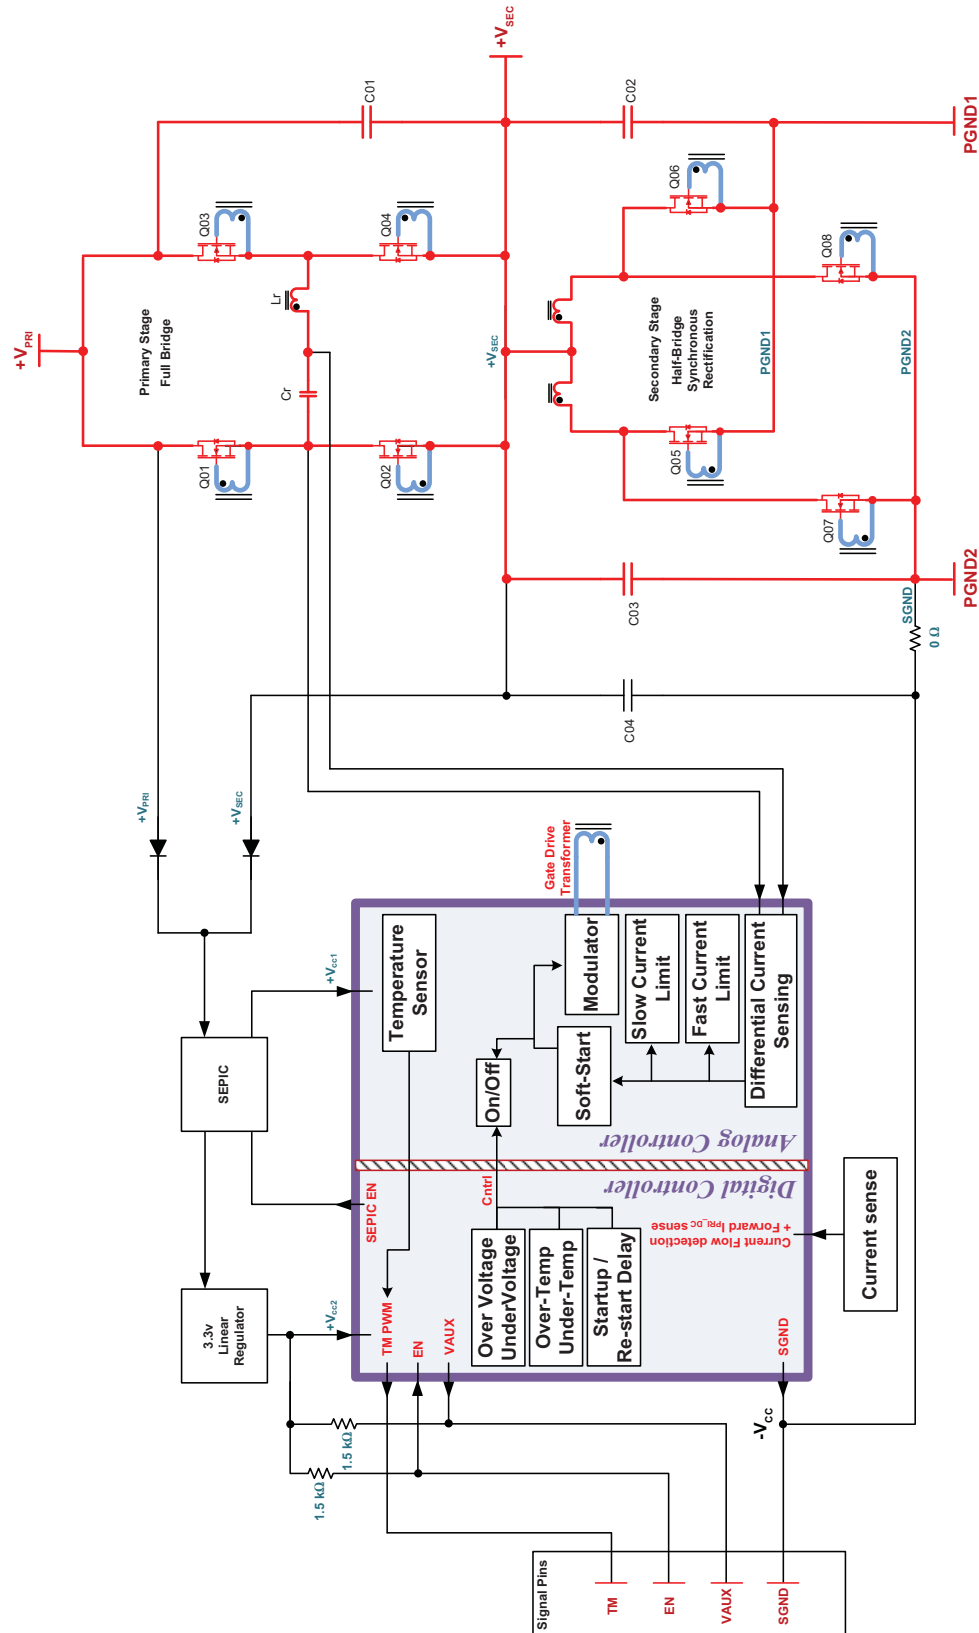 +VPRI
+VSEC
C01
C02
PGND1
Q03
Q04
Q06
Q08
Lr
Primary Stage
Full Bridge
Cr
+VSEC
Secondary Stage
Half-Bridge
Synchronous
Rectification
PGND1
PGND2
Q01
Q02
Q05
Q07
C03
PGND2
SGND
0 Ω
C04
+VPRI
+VSEC
Gate Drive
Transformer
+Vcc1
SEPIC
Temperature
Sensor
Modulator
Slow Current
Limit
Fast Current
Limit
Differential Current
Sensing
On/Off
Soft-Start
Analog Controller
Digital Controller
SEPIC EN
Cntrl
Current Flow detection
+ Forward IPRI_DC sense
Current sense
3.3v
Linear
Regulator
+Vcc2
TM PWM
EN
VAUX
Over Voltage
UnderVoltage
Over-Temp
Under-Temp
Startup /
Re-start Delay
SGND
-VCC
1.5 kΩ
1.5 kΩ
Signal Pins
TM
EN
VAUX
SGND